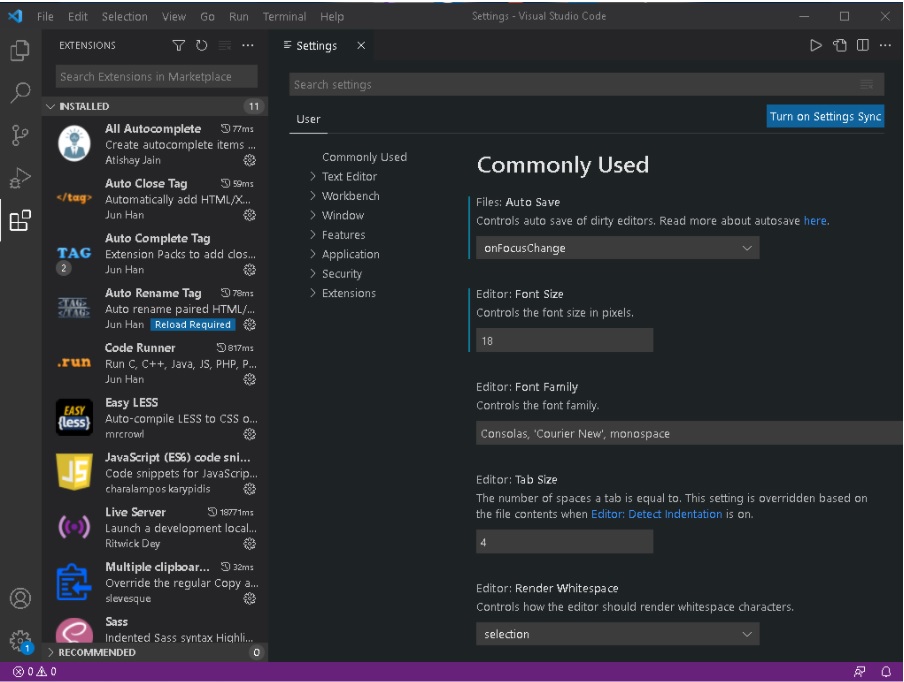 File Edit Selection View Go Run Terminal Help
Settings - Visual Studio Code
EXTENSIONS
Search Extensions in Marketplace
INSTALLED 11
All Autocomplete 77ms
Create autocomplete items ...
Atishay Jain
</tag>
Auto Close Tag 59ms
Automatically add HTML/X...
Jun Han
TAG
2
Auto Complete Tag
Extension Packs to add clos...
Jun Han
<TAG>
</TAG>
Auto Rename Tag 78ms
Auto rename paired HTML/...
Jun Han Reload Required
.run
Code Runner 817ms
Run C, C++, Java, JS, PHP, P...
Jun Han
EASY
{less}
Easy LESS
Auto-compile LESS to CSS o...
mrcrowl
JS
JavaScript (ES6) code sni...
Code snippets for JavaScrip...
charalampos karypidis
Live Server 18771ms
Launch a development local...
Ritwick Dey
Multiple clipboar... 32ms
Override the regular Copy a...
slevesque
Sass
Indented Sass syntax Highli...
RECOMMENDED 0
1
0 0
Settings
Search settings
User
Turn on Settings Sync
Commonly Used
Text Editor
Workbench
Window
Features
Application
Security
Extensions
Commonly Used
Files: Auto Save
Controls auto save of dirty editors. Read more about autosave here.
onFocusChange
Editor: Font Size
Controls the font size in pixels.
18
Editor: Font Family
Controls the font family.
Consolas, 'Courier New', monospace
Editor: Tab Size
The number of spaces a tab is equal to. This setting is overridden based on
the file contents when Editor: Detect Indentation is on.
4
Editor: Render Whitespace
Controls how the editor should render whitespace characters.
selection